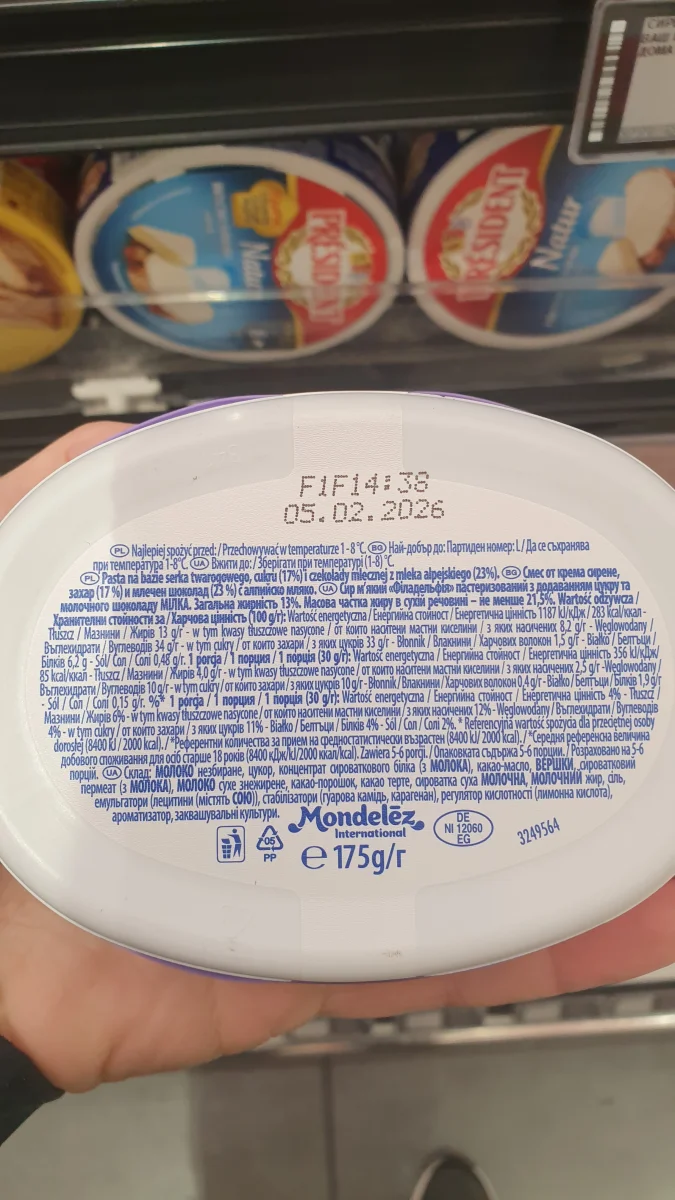 СИР
ВАШ
ДОМА
PRÉSIDENT
Natur
PRÉSIDENT
Natur
F1F14:38
05.02.2026
PL Najlepiej spożyć przed: / Przechowywać w temperaturze 1 - 8 °C. BG Най-добър до: Партиден номер: L / Да се съхранява
при температура 1-8°C. UA Вжити до: / Зберігати при температурі (1-8) °C.
PL Pasta na bazie serka twarogowego, cukru (17%) i czekolady mlecznej z mleka alpejskiego (23%). BG Смес от крема сирене,
захар (17 %) и млечен шоколад (23 %) с алпийско мляко. UA Сир м'який «Філадельфія» пастеризований з додаванням цукру та
молочного шоколаду МІЛКА. Загальна жирність 13%. Масова частка жиру в сухій речовині – не менше 21,5%. Wartość odżywcza /
Хранителни стойности за / Харчова цінність (100 g/г): Wartość energetyczna / Енергийна стойност / Енергетична цінність 1187 kJ/кДж / 283 kcal/ккал -
Tłuszcz / Мазнини / Жирів 13 g/г - w tym kwasy tłuszczowe nasycone / от които наситени мастни киселини / з яких насичених 8,2 g/г - Węglowodany /
Въглехидрати / Вуглеводів 34 g/г - w tym cukry / от които захари / з яких цукрів 33 g/г - Błonnik / Влакнини / Харчових волокон 1,5 g/г - Białko / Белтъци /
Білків 6,2 g - Sól / Сол / Солі 0,48 g/г. 1 porcja / 1 порция / 1 порція (30 g/г): Wartość energetyczna / Енергийна стойност / Енергетична цінність 356 kJ/кДж /
85 kcal/ккал - Tłuszcz / Мазнини / Жирів 4,0 g/г - w tym kwasy tłuszczowe nasycone / от които наситени мастни киселини / з яких насичених 2,5 g/г -Węglowodany /
Въглехидрати / Вуглеводів 10 g/г - w tym cukry / от които захари / з яких цукрів 10 g/г - Błonnik / Влакнини / Харчових волокон 0,4 g/г - Białko / Белтъци / Білків 1,9 g/г
- Sól / Сол / Солі 0,15 g/г. %* 1 porcja / 1 порция / 1 порція (30 g/г): Wartość energetyczna / Енергийна стойност / Енергетична цінність 4% - Tłuszcz /
Мазнини / Жирів 6% - w tym kwasy tłuszczowe nasycone / от които наситени мастни киселини / з яких насичених 12% - Węglowodany / Въглехидрати / Вуглеводів
4% - w tym cukry / от които захари / з яких цукрів 11% - Białko / Белтъци / Білків 4% - Sól / Сол / Солі 2%. * Referencyjna wartość spożycia dla przeciętnej osoby
dorosłej (8400 kJ / 2000 kcal). / *Референтни количества за прием на средностатистически възрастен (8400 kJ / 2000 kcal). / *Середня референсна величина
добового споживання для осіб старше 18 років (8400 кДж/kJ/2000 ккал/kcal). Zawiera 5-6 porcji. / Опаковката съдържа 5-6 порции. / Розраховано на 5-6
порцій. UA Склад: МОЛОКО незбиране, цукор, концентрат сироваткового білка (з МОЛОКА), какао-масло, ВЕРШКИ, сироватковий
пермеат (з МОЛОКА), МОЛОКО сухе знежирене, какао-порошок, какао терте, сироватка суха МОЛОЧНА, МОЛОЧНИЙ жир, сіль,
емульгатори (лецитини (містять СОЮ)), стабілізатори (гуарова камідь, карагенан), регулятор кислотності (лимонна кислота),
ароматизатор, заквашувальні культури.
Mondelēz
International
05
PP
℮ 175g/г
DE
NI 12060
EG
3249564